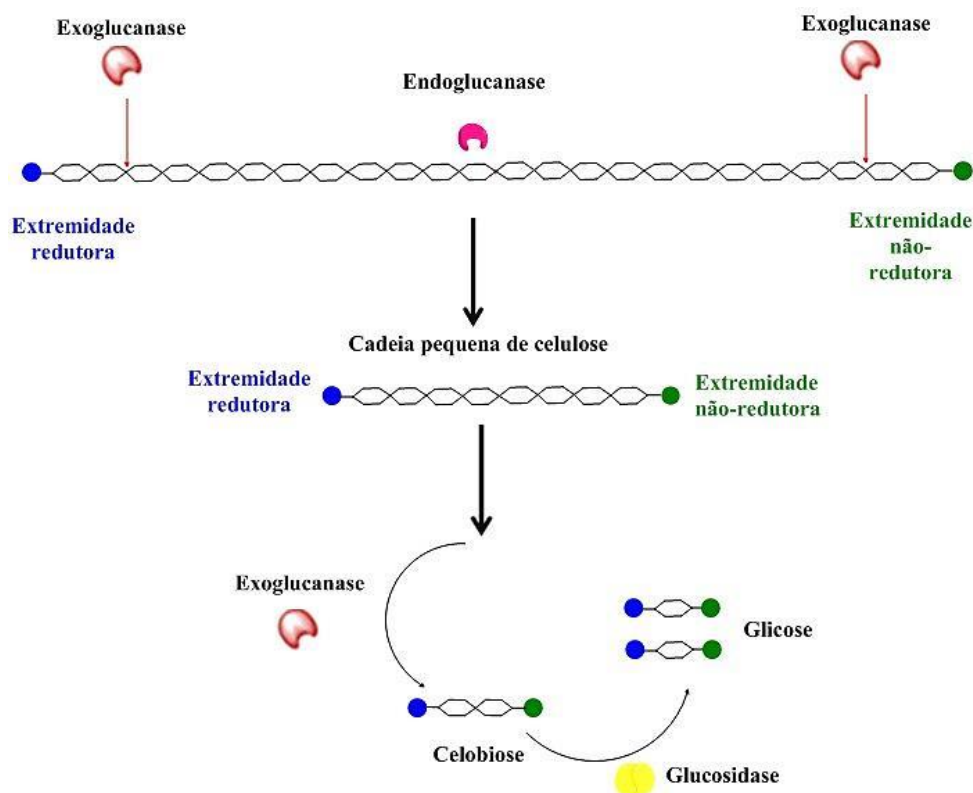 Exoglucanase
Exoglucanase
Endoglucanase
Extremidade
redutora
Extremidade
não-
redutora
Cadeia pequena de celulose
Extremidade
redutora
Extremidade
não-redutora
Exoglucanase
Glicose
Celobiose
Glucosidase